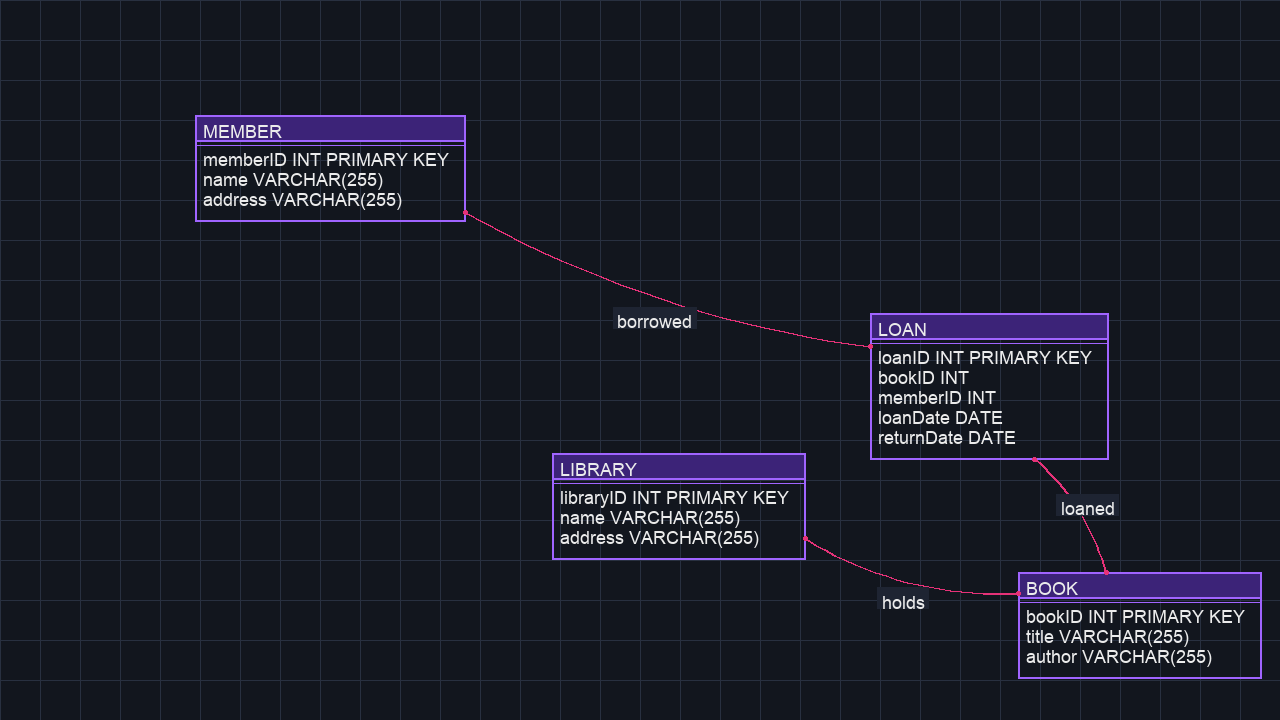 MEMBER
memberID INT PRIMARY KEY
name VARCHAR(255)
address VARCHAR(255)
borrowed
LOAN
loanID INT PRIMARY KEY
bookID INT
memberID INT
loanDate DATE
returnDate DATE
LIBRARY
libraryID INT PRIMARY KEY
name VARCHAR(255)
address VARCHAR(255)
loaned
holds
BOOK
bookID INT PRIMARY KEY
title VARCHAR(255)
author VARCHAR(255)